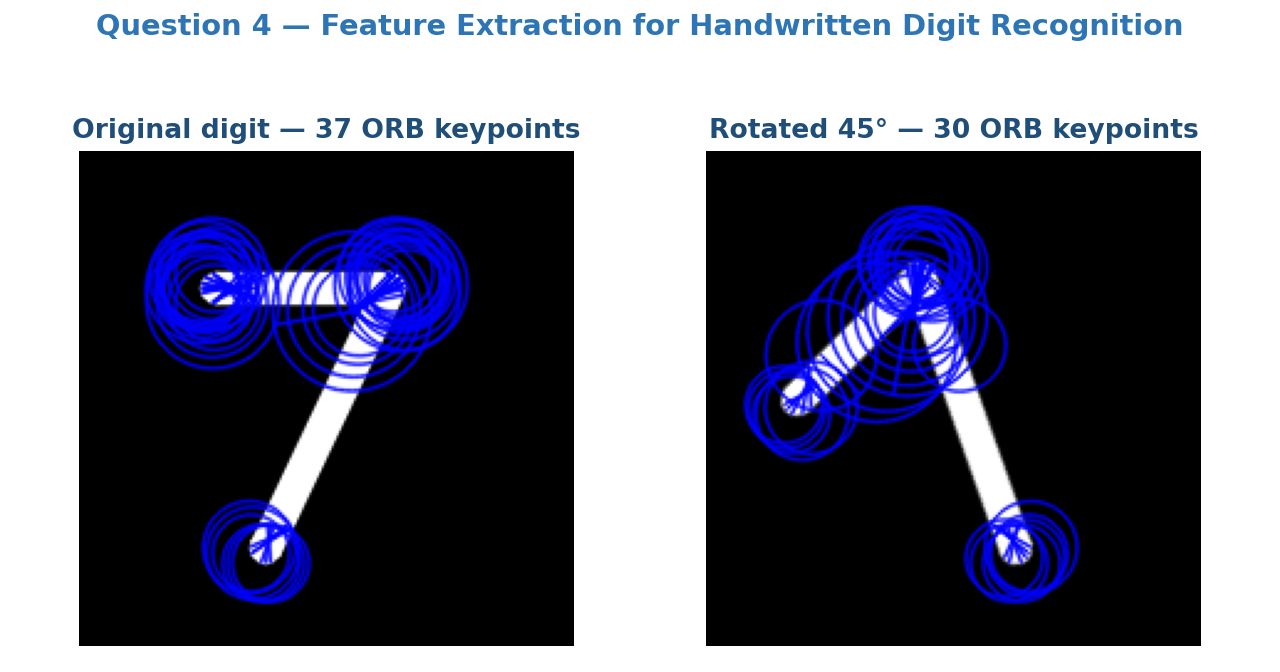 Question 4 — Feature Extraction for Handwritten Digit Recognition
Original digit — 37 ORB keypoints
Rotated 45° — 30 ORB keypoints